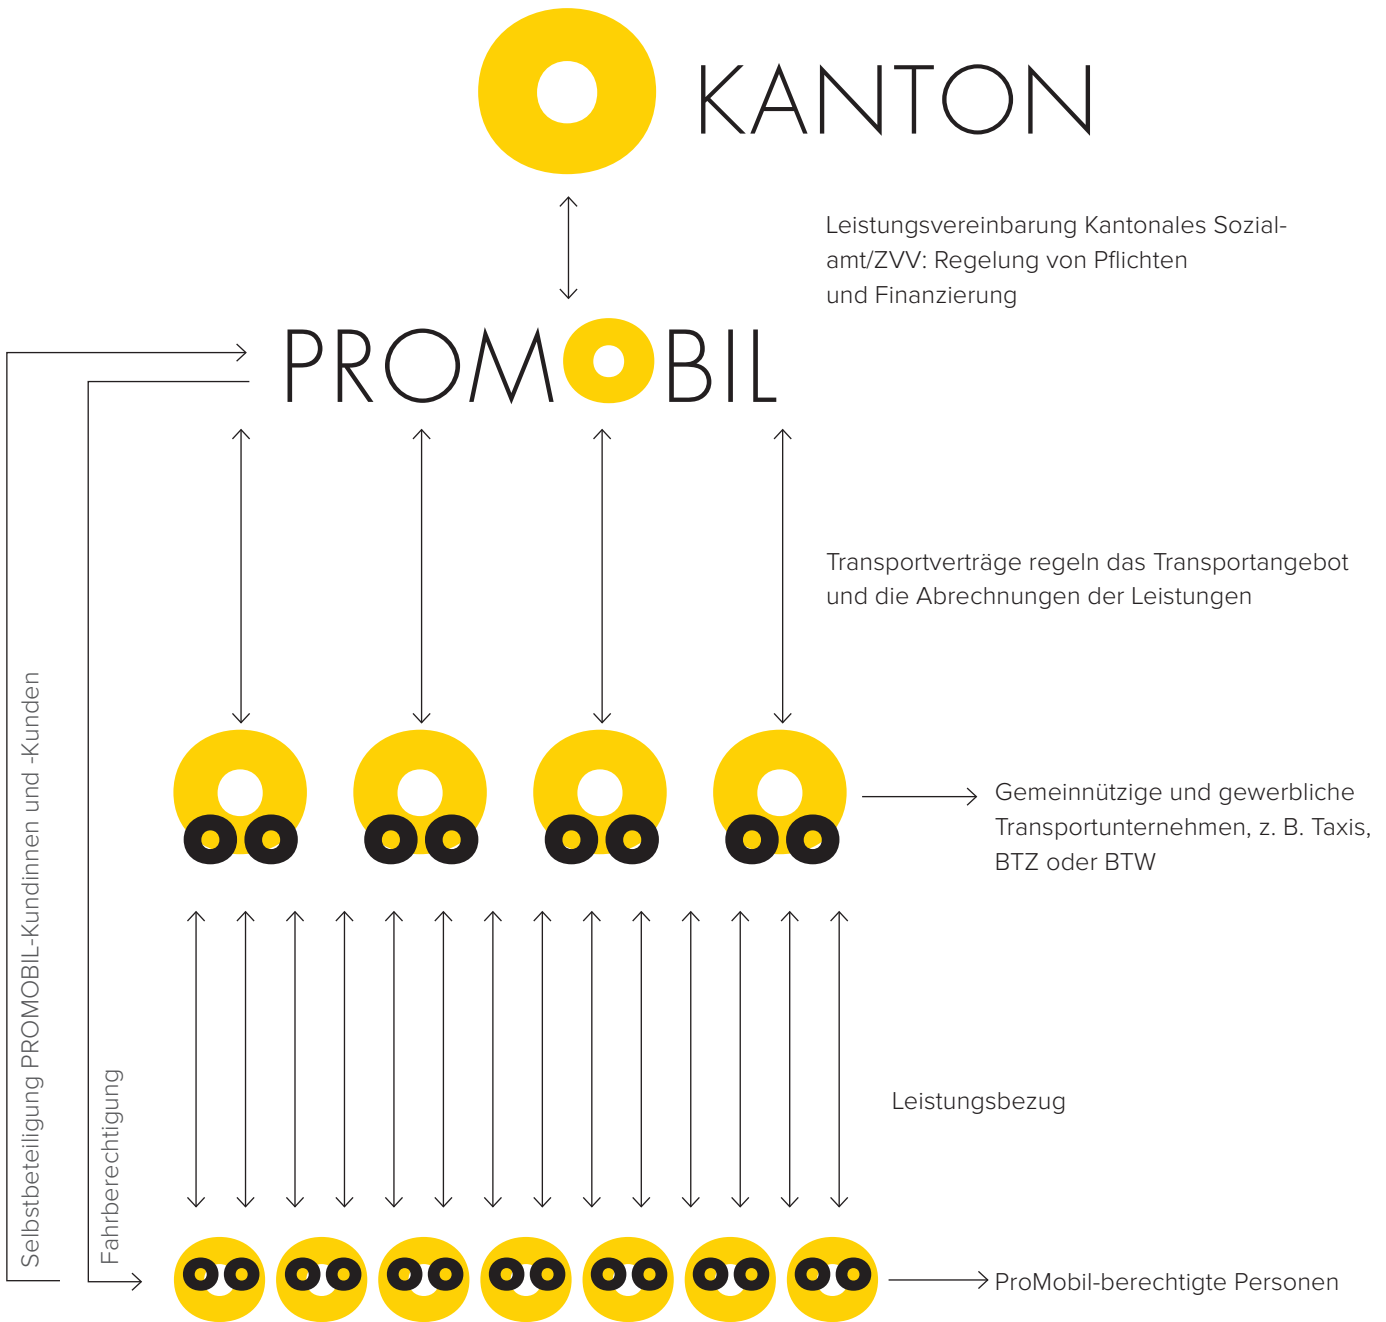 KANTON
Leistungsvereinbarung Kantonales Sozial-
amt/ZVV: Regelung von Pflichten
und Finanzierung
PROMOBIL
Transportverträge regeln das Transportangebot
und die Abrechnungen der Leistungen
Gemeinnützige und gewerbliche
Transportunternehmen, z. B. Taxis,
BTZ oder BTW
Selbstbeteiligung PROMOBIL-Kundinnen und -Kunden
Fahrberechtigung
Leistungsbezug
ProMobil-berechtigte Personen